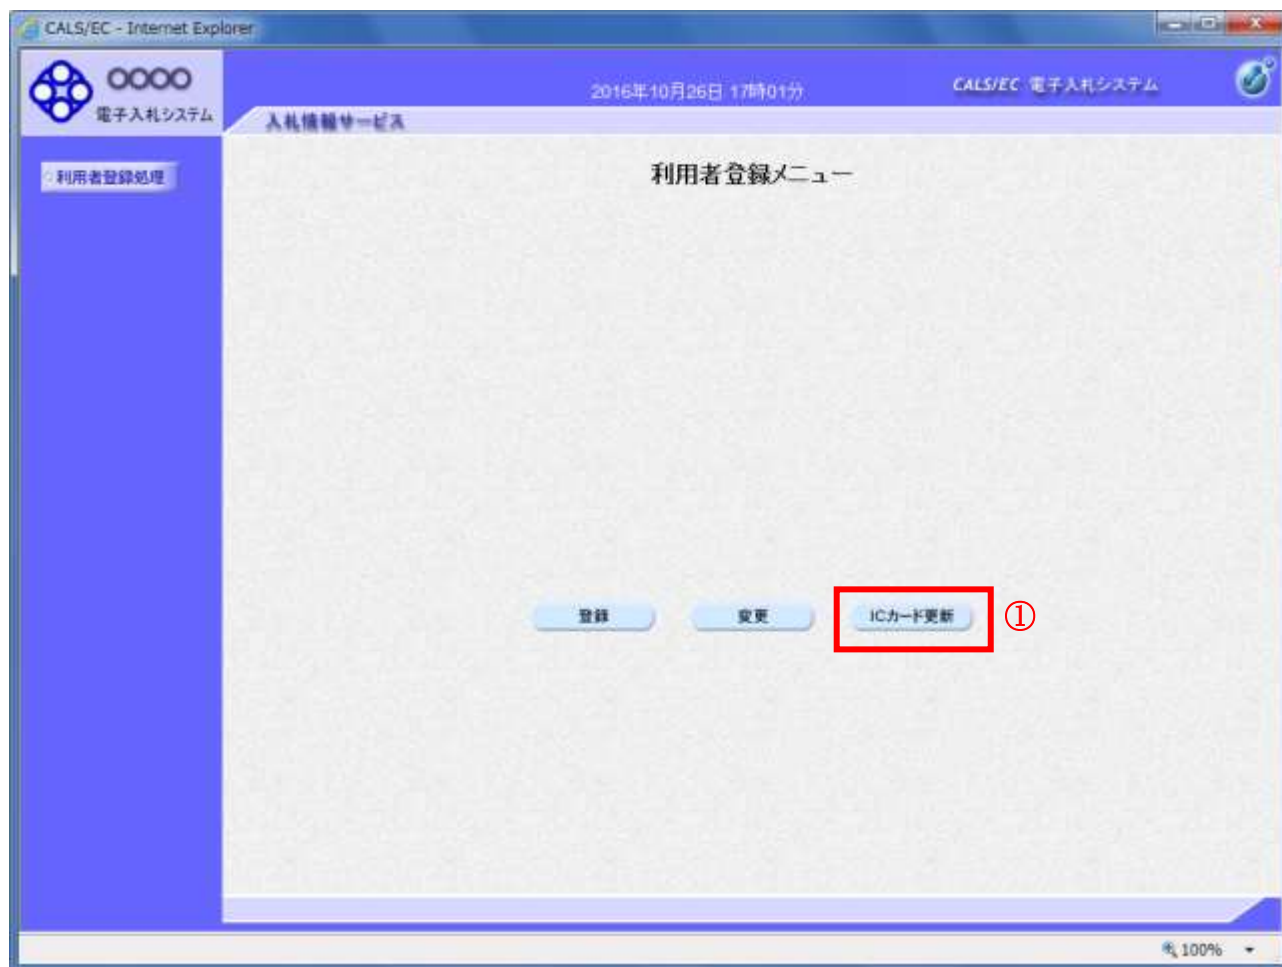 CALS/EC - Internet Explorer
○○○○
電子入札システム
2016年10月26日 17時01分
CALS/EC 電子入札システム
入札情報サービス
利用者登録処理
利用者登録メニュー
登録
変更
ICカード更新
①
100%